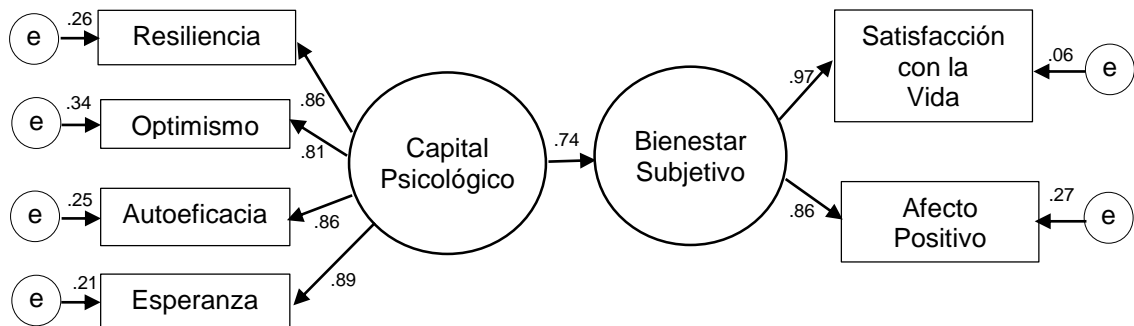 e
.26
Resiliencia
.86
e
.34
Optimismo
.81
e
.25
Autoeficacia
.86
e
.21
Esperanza
.89
Capital
Psicológico
.74
Bienestar
Subjetivo
.97
Satisfacción
con la
Vida
.06
e
.86
Afecto
Positivo
.27
e